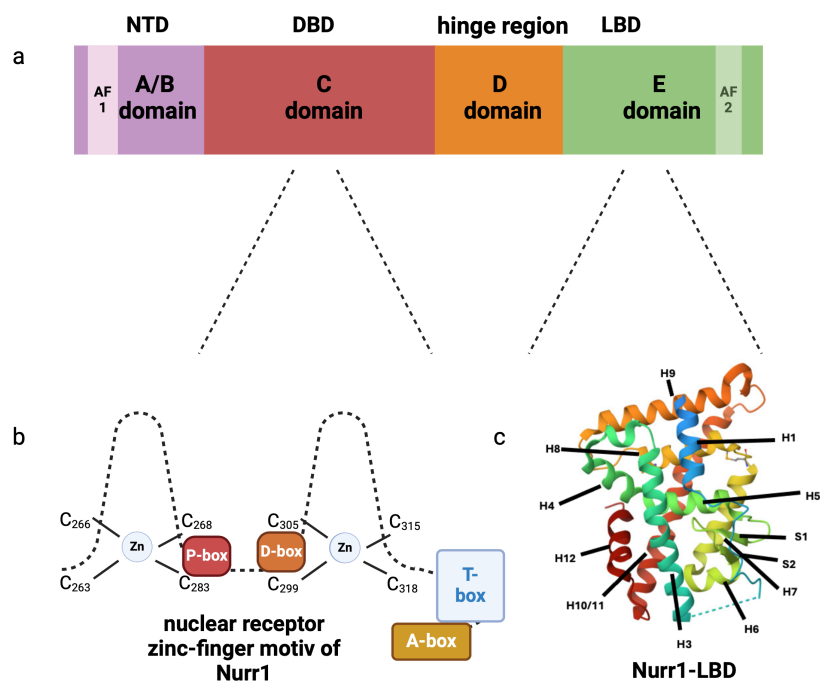 NTD DBD hinge region LBD
a
AF
1
A/B
domain
C
domain
D
domain
E
domain
AF
2
b
C266
C268
Zn
C263
C283
P-box
D-box
C305
C315
Zn
C299
C318
T-
box
A-box
nuclear receptor
zinc-finger motiv of
Nurr1
c
H9
H1
H8
H5
H4
S1
H12
S2
H7
H10/11
H6
H3
Nurr1-LBD